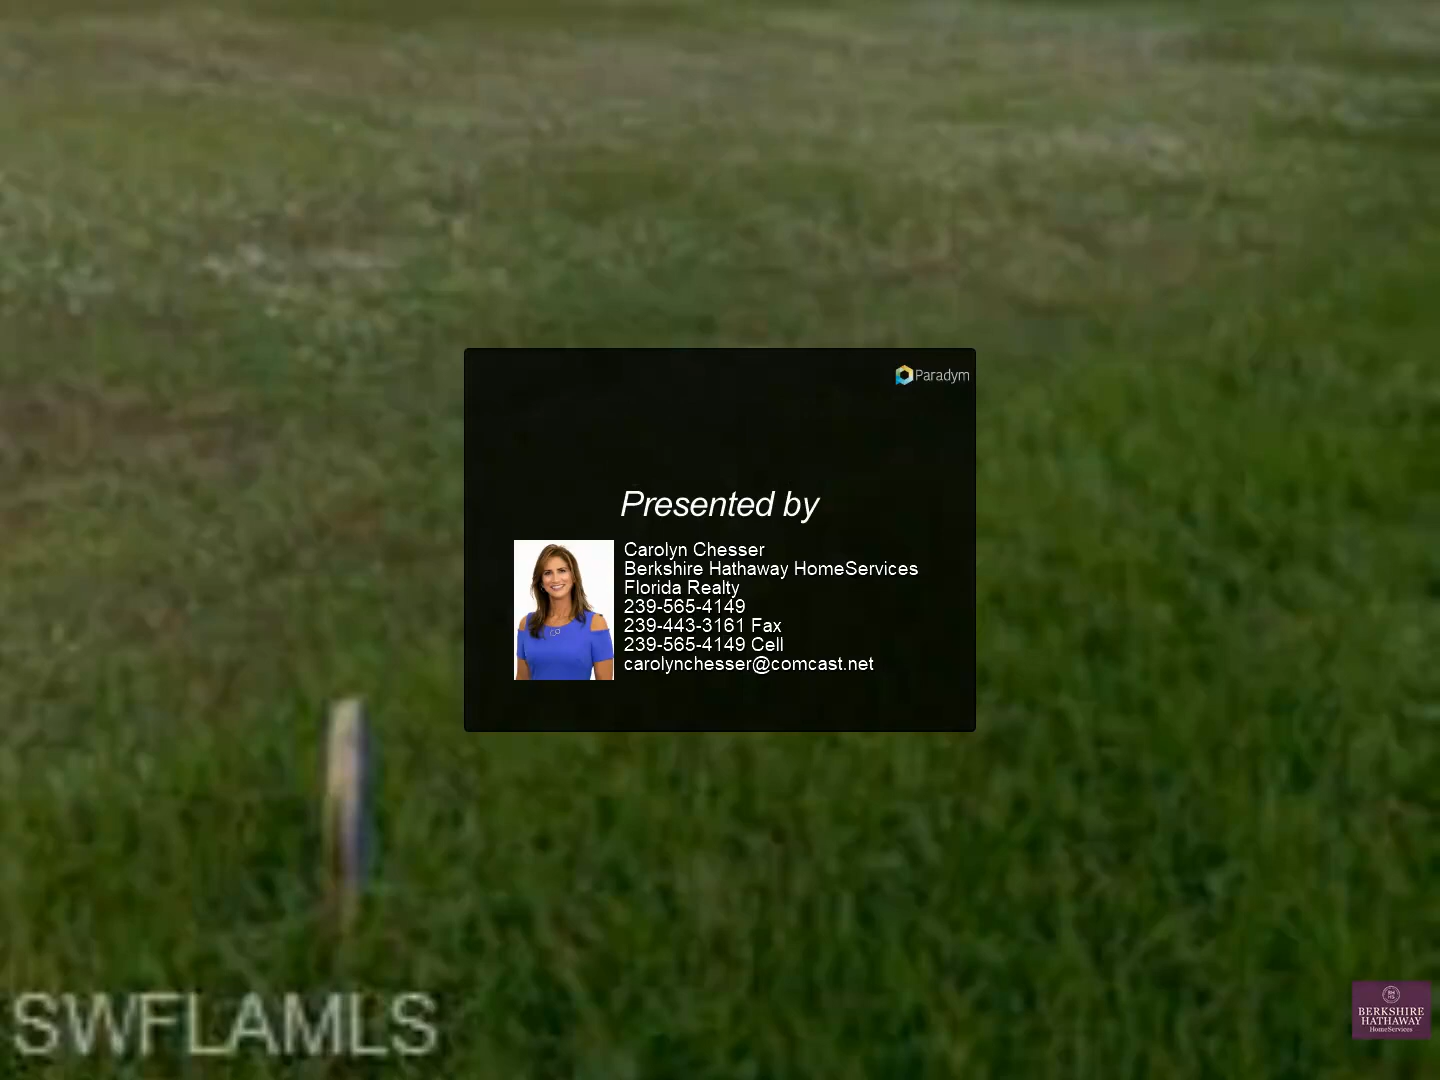 Paradym
Presented by
Carolyn Chesser
Berkshire Hathaway HomeServices
Florida Realty
239-565-4149
239-443-3161 Fax
239-565-4149 Cell
carolynchesser@comcast.net
SWFLAMLS
BERKSHIRE
HATHAWAY
HomeServices